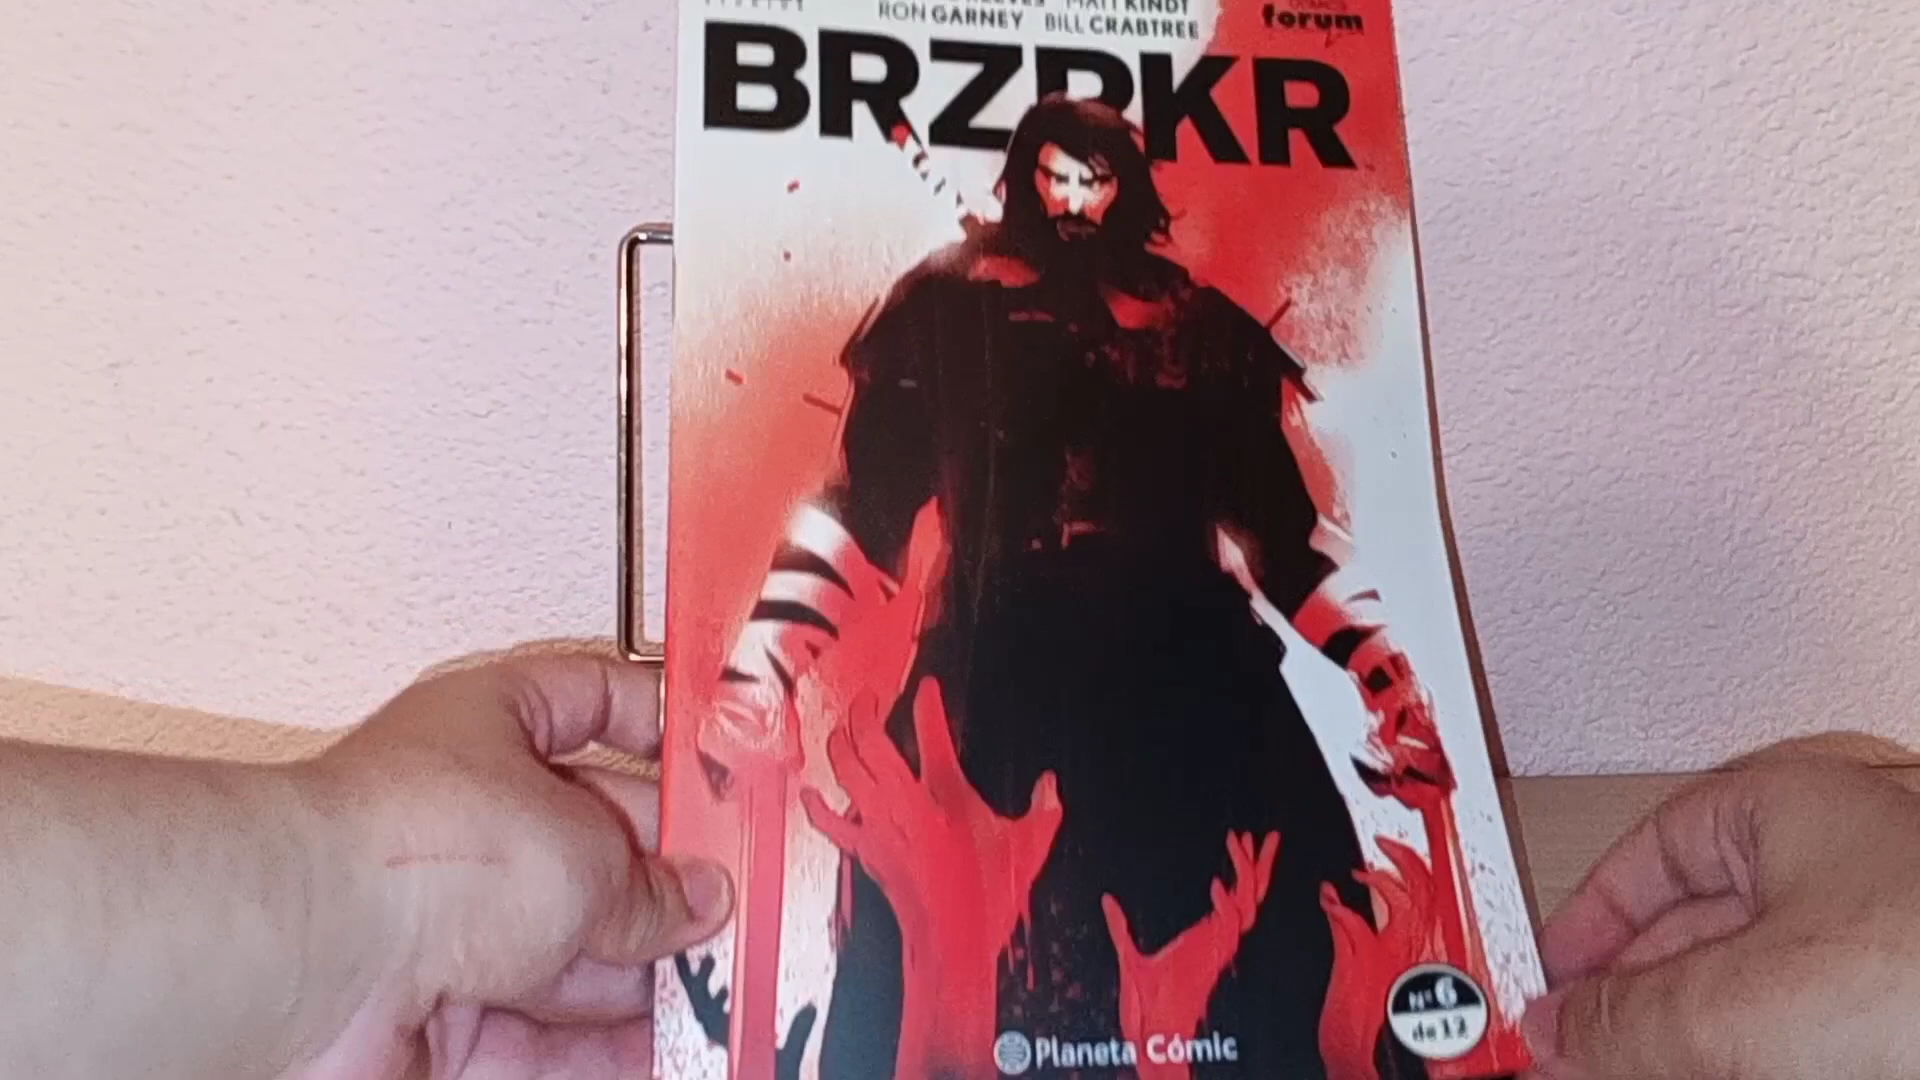 MATT KINDT
RON GARNEY BILL CRABTREE
forum
BRZRKR
Nº 6
de 12
Planeta Cómic